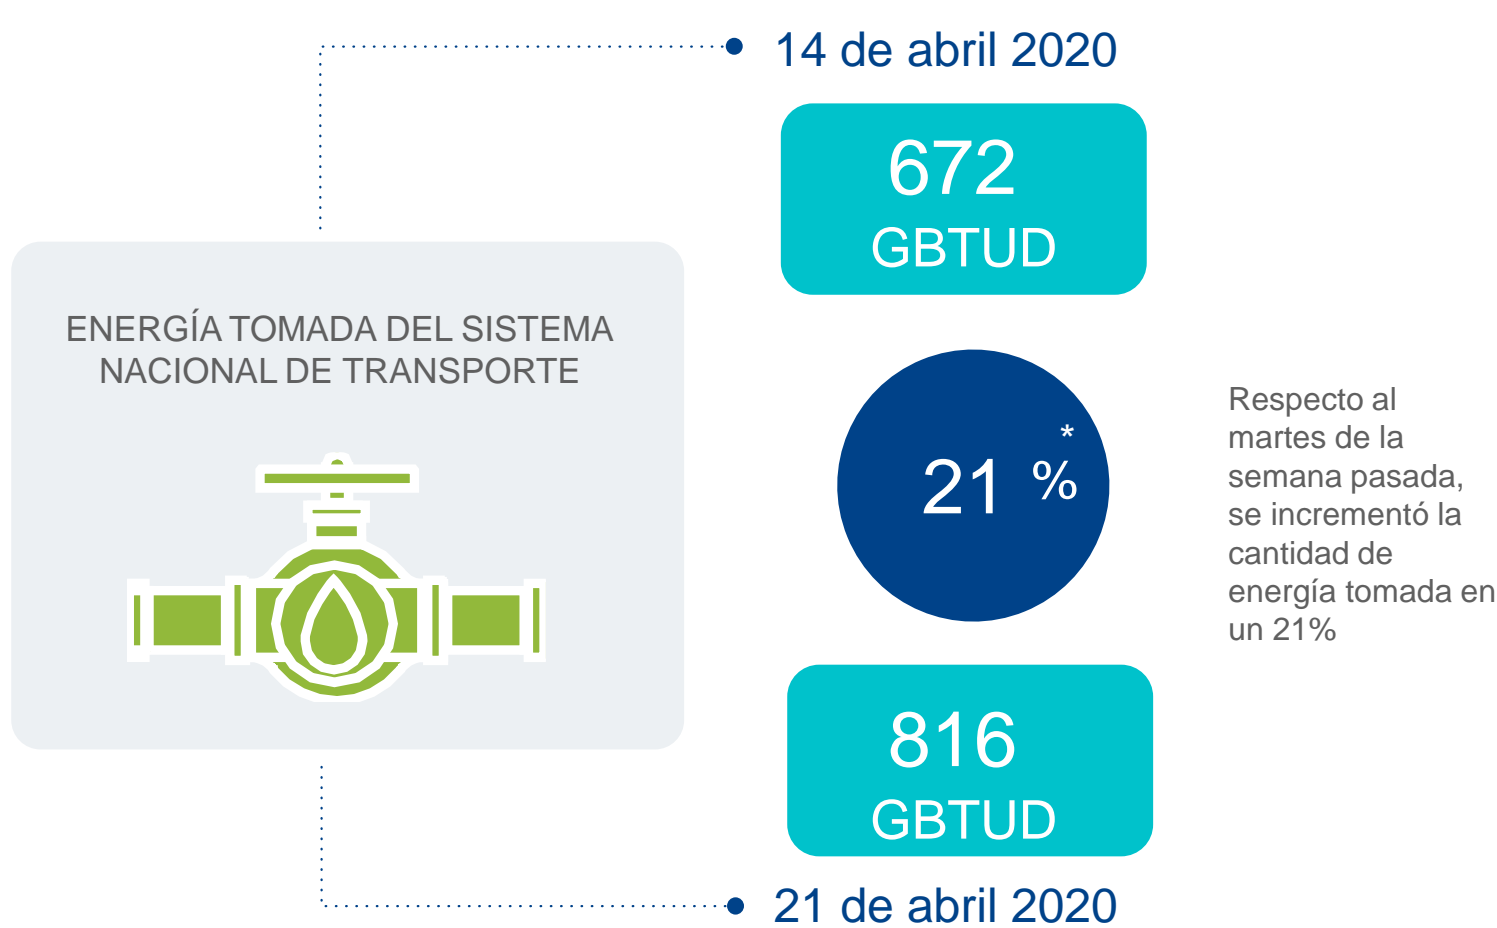 14 de abril 2020
672
GBTUD
ENERGÍA TOMADA DEL SISTEMA
NACIONAL DE TRANSPORTE
*
21 %
Respecto al
martes de la
semana pasada,
se incrementó la
cantidad de
energía tomada en
un 21%
816
GBTUD
21 de abril 2020